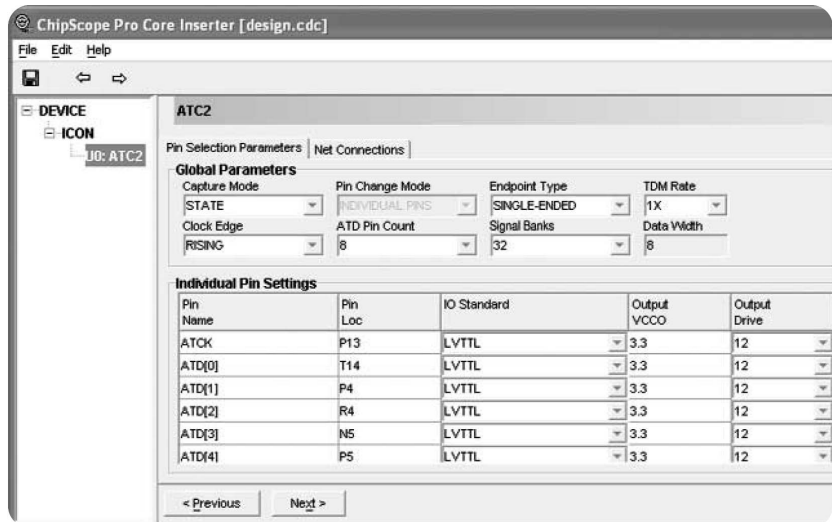 ChipScope Pro Core Inserter [design.cdc]
File Edit Help
DEVICE
ICON
U0: ATC2
ATC2
Pin Selection Parameters Net Connections
Global Parameters
Capture Mode Pin Change Mode Endpoint Type TDM Rate
STATE INDIVIDUAL PINS SINGLE-ENDED 1X
Clock Edge ATD Pin Count Signal Banks Data Width
RISING 8 32 8
Individual Pin Settings
Pin Name Pin Loc IO Standard Output VCCO Output Drive
ATCK P13 LVTTL 3.3 12
ATD[0] T14 LVTTL 3.3 12
ATD[1] P4 LVTTL 3.3 12
ATD[2] R4 LVTTL 3.3 12
ATD[3] N5 LVTTL 3.3 12
ATD[4] P5 LVTTL 3.3 12
< Previous Next >